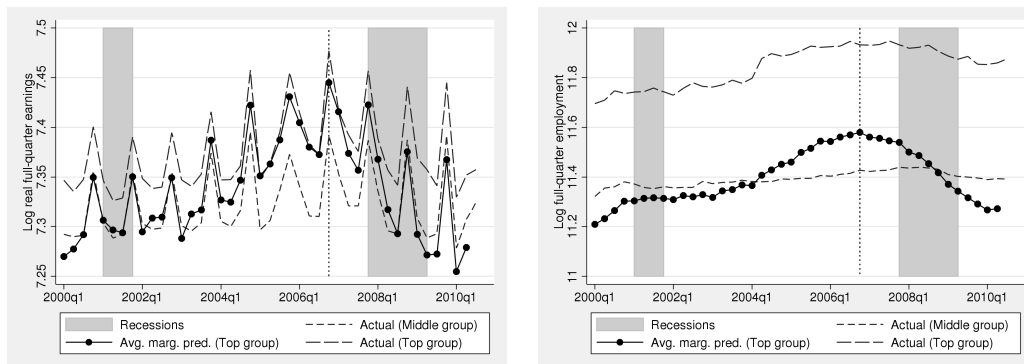 Log real full-quarter earnings
7.5
7.45
7.4
7.35
7.3
7.25
2000q1 2002q1 2004q1 2006q1 2008q1 2010q1
Recessions Actual (Middle group)
Avg. marg. pred. (Top group) Actual (Top group)
Log full-quarter employment
12
11.8
11.6
11.4
11.2
11
2000q1 2002q1 2004q1 2006q1 2008q1 2010q1
Recessions Actual (Middle group)
Avg. marg. pred. (Top group) Actual (Top group)